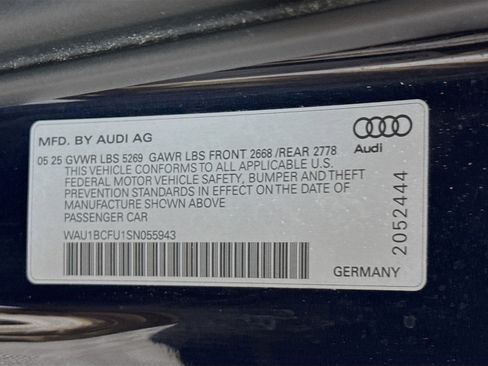 MFD. BY AUDI AG
05 25 GVWR LBS 5269 GAWR LBS FRONT 2668 /REAR 2778
THIS VEHICLE CONFORMS TO ALL APPLICABLE U.S.
FEDERAL MOTOR VEHICLE SAFETY, BUMPER AND THEFT
PREVENTION STANDARDS IN EFFECT ON THE DATE OF
MANUFACTURE SHOWN ABOVE
PASSENGER CAR
WAU1BCFU1SN055943
Audi
2052444
GERMANY